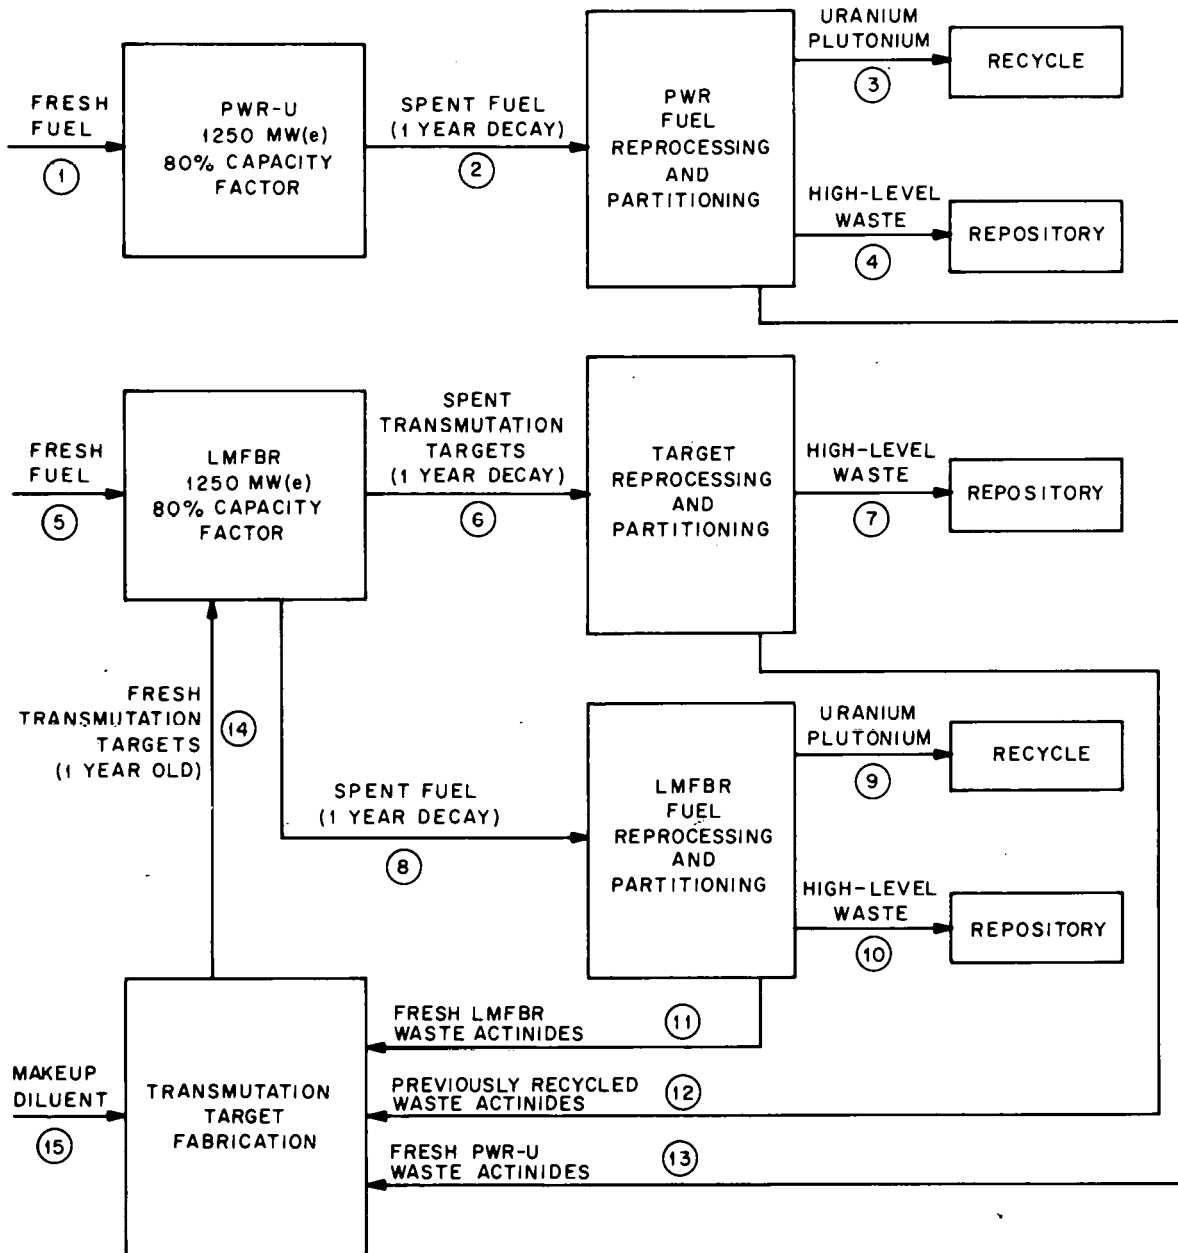 FRESH
FUEL
1
PWR-U
1250 MW(e)
80% CAPACITY
FACTOR
SPENT FUEL
(1 YEAR DECAY)
2
PWR
FUEL
REPROCESSING
AND
PARTITIONING
URANIUM
PLUTONIUM
3
RECYCLE
HIGH-LEVEL
WASTE
4
REPOSITORY
FRESH
FUEL
5
LMFBR
1250 MW(e)
80% CAPACITY
FACTOR
SPENT
TRANSMUTATION
TARGETS
(1 YEAR DECAY)
6
TARGET
REPROCESSING
AND
PARTITIONING
HIGH-LEVEL
WASTE
7
REPOSITORY
FRESH
TRANSMUTATION
TARGETS
(1 YEAR OLD)
14
SPENT FUEL
(1 YEAR DECAY)
8
LMFBR
FUEL
REPROCESSING
AND
PARTITIONING
URANIUM
PLUTONIUM
9
RECYCLE
HIGH-LEVEL
WASTE
10
REPOSITORY
FRESH LMFBR
WASTE ACTINIDES
11
PREVIOUSLY RECYCLED
WASTE ACTINIDES
12
FRESH PWR-U
WASTE ACTINIDES
13
MAKEUP
DILUENT
15
TRANSMUTATION
TARGET
FABRICATION